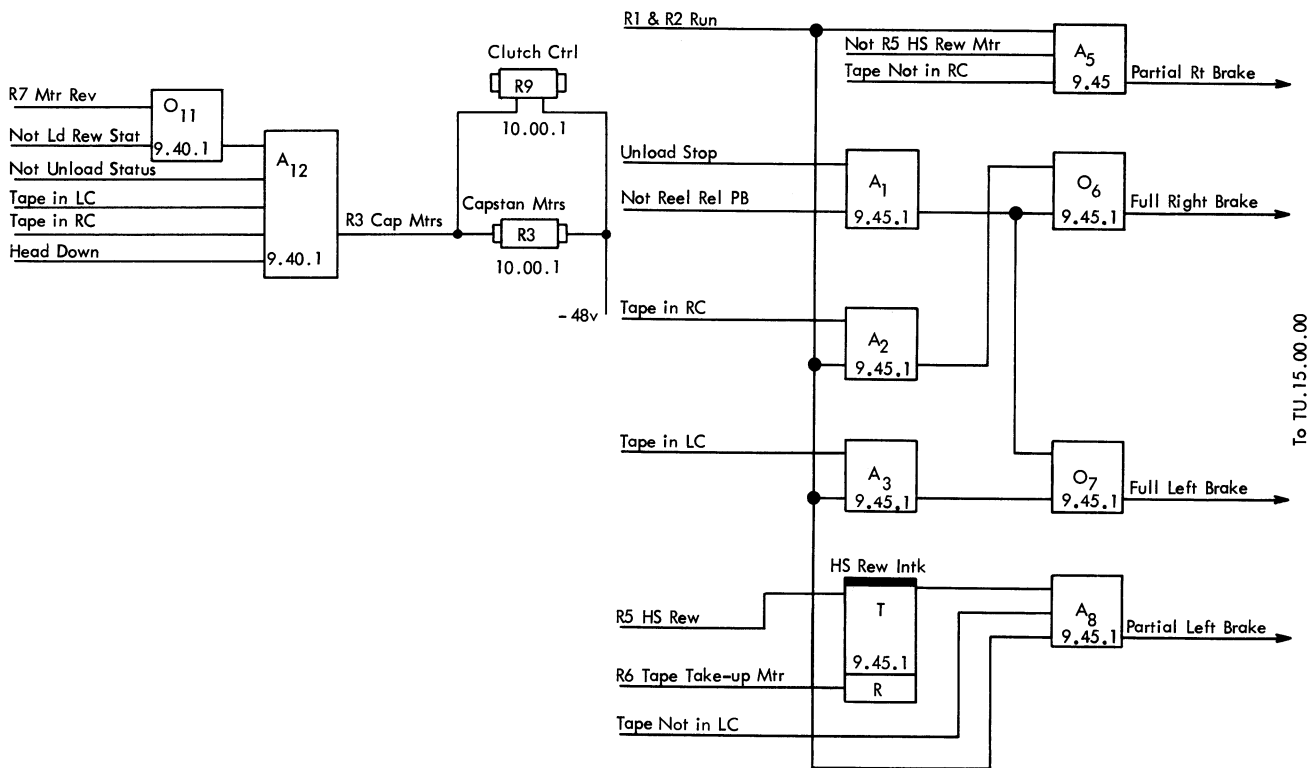 R7 Mtr Rev
Not Ld Rew Stat
O11
9.40.1
Not Unload Status
Tape in LC
Tape in RC
Head Down
A12
9.40.1
R3 Cap Mtrs
Clutch Ctrl
R9
10.00.1
Capstan Mtrs
R3
10.00.1
- 48v
R1 & R2 Run
Not R5 HS Rew Mtr
Tape Not in RC
A5
9.45
Partial Rt Brake
Unload Stop
Not Reel Rel PB
A1
9.45.1
O6
9.45.1
Full Right Brake
Tape in RC
A2
9.45.1
Tape in LC
A3
9.45.1
O7
9.45.1
Full Left Brake
HS Rew Intk
R5 HS Rew
T
9.45.1
R6 Tape Take-up Mtr
R
Tape Not in LC
A8
9.45.1
Partial Left Brake
To TU.15.00.00